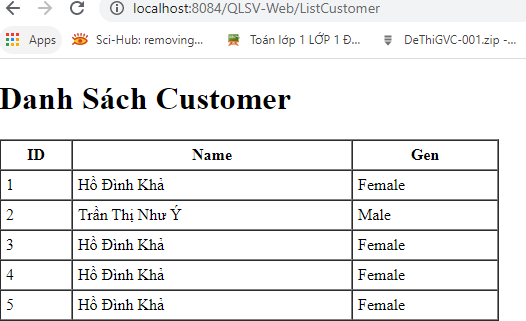 localhost:8084/QLSV-Web/ListCustomer
Apps Sci-Hub: removing... Toán lớp 1 LỚP 1 Đ... DeThiGVC-001.zip -...
Danh Sách Customer
ID Name Gen
1 Hồ Đình Khả Female
2 Trần Thị Như Ý Male
3 Hồ Đình Khả Female
4 Hồ Đình Khả Female
5 Hồ Đình Khả Female